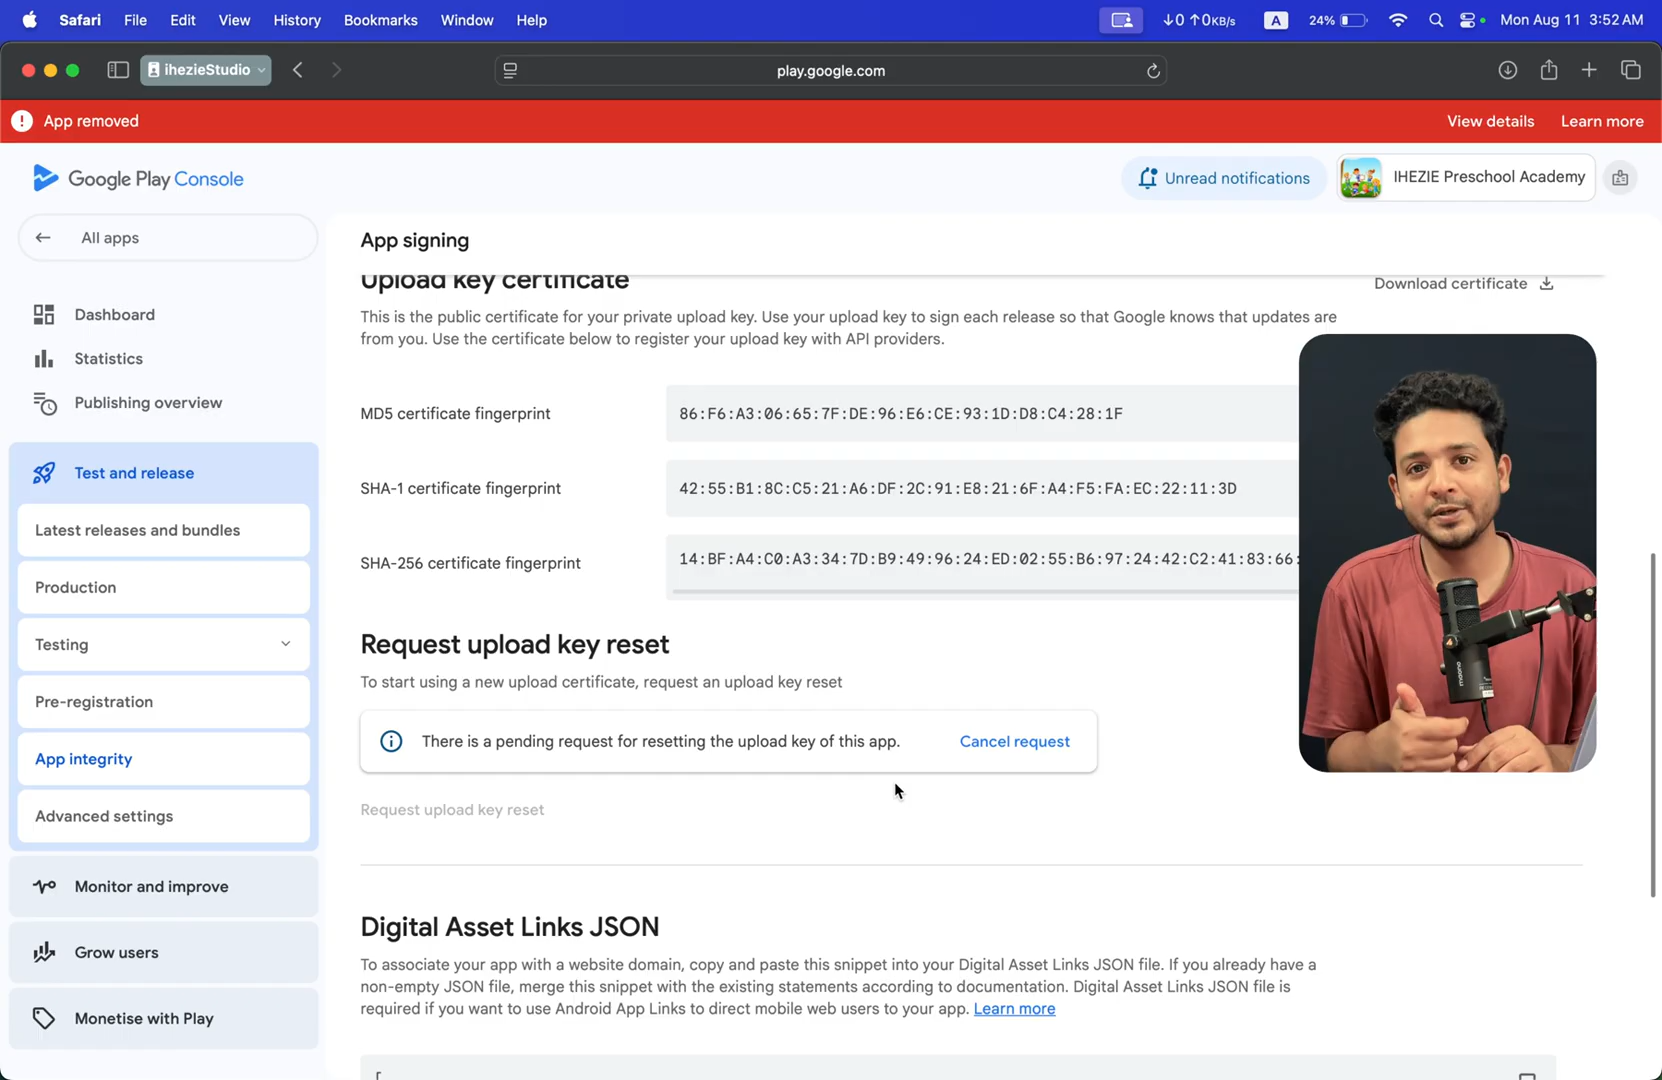 Safari File Edit View History Bookmarks Window Help
↓0 ↑0KB/s A 24% Mon Aug 11 3:52 AM
ihezieStudio
play.google.com
App removed
View details Learn more
Google Play Console
Unread notifications
IHEZIE Preschool Academy
All apps
Dashboard
Statistics
Publishing overview
Test and release
Latest releases and bundles
Production
Testing
Pre-registration
App integrity
Advanced settings
Monitor and improve
Grow users
Monetise with Play
App signing
Upload key certificate
Download certificate
This is the public certificate for your private upload key. Use your upload key to sign each release so that Google knows that updates are
from you. Use the certificate below to register your upload key with API providers.
MD5 certificate fingerprint
86:F6:A3:06:65:7F:DE:96:E6:CE:93:1D:D8:C4:28:1F
SHA-1 certificate fingerprint
42:55:B1:8C:C5:21:A6:DF:2C:91:E8:21:6F:A4:F5:FA:EC:22:11:3D
SHA-256 certificate fingerprint
14:BF:A4:C0:A3:34:7D:B9:49:96:24:ED:02:55:B6:97:24:42:C2:41:83:66:
Request upload key reset
To start using a new upload certificate, request an upload key reset
There is a pending request for resetting the upload key of this app.
Cancel request
Request upload key reset
Digital Asset Links JSON
To associate your app with a website domain, copy and paste this snippet into your Digital Asset Links JSON file. If you already have a
non-empty JSON file, merge this snippet with the existing statements according to documentation. Digital Asset Links JSON file is
required if you want to use Android App Links to direct mobile web users to your app. Learn more
[
maono